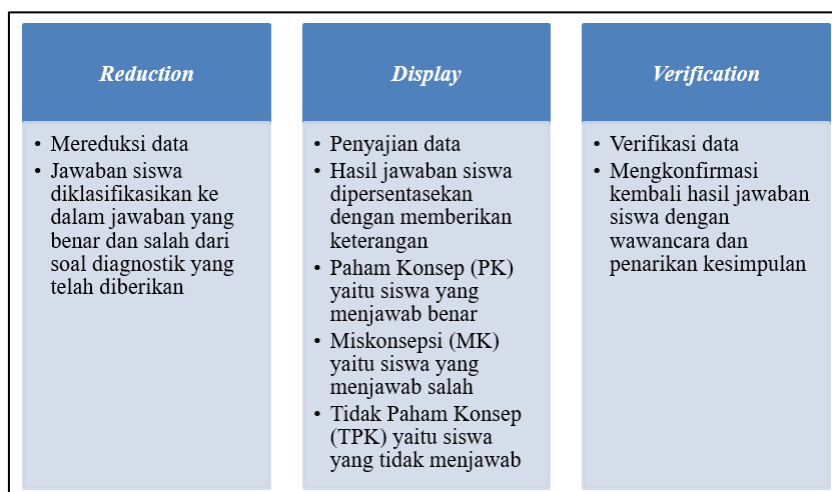 Reduction
• Mereduksi data
• Jawaban siswa
diklasifikasikan ke
dalam jawaban yang
benar dan salah dari
soal diagnostik yang
telah diberikan
Display
• Penyajian data
• Hasil jawaban siswa
dipersentasekan
dengan memberikan
keterangan
• Paham Konsep (PK)
yaitu siswa yang
menjawab benar
• Miskonsepsi (MK)
yaitu siswa yang
menjawab salah
• Tidak Paham Konsep
(TPK) yaitu siswa
yang tidak menjawab
Verification
• Verifikasi data
• Mengkonfirmasi
kembali hasil jawaban
siswa dengan
wawancara dan
penarikan kesimpulan